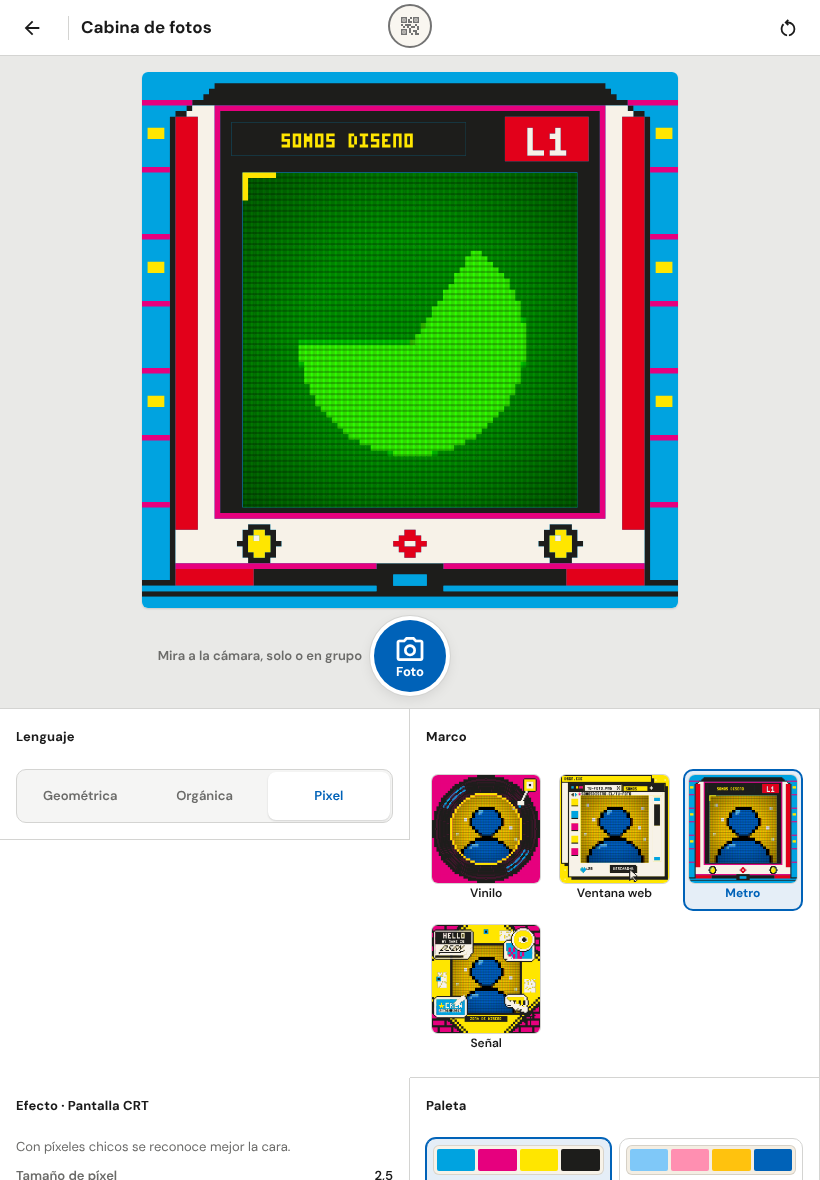 Cabina de fotos
SOMOS DISENO
L1
Mira a la cámara, solo o en grupo
Foto
Lenguaje
Geométrica
Orgánica
Pixel
Marco
Vinilo
Ventana web
L1
Metro
HELLO
Señal
Efecto · Pantalla CRT
Con píxeles chicos se reconoce mejor la cara.
Tamaño de píxel
2.5
Paleta